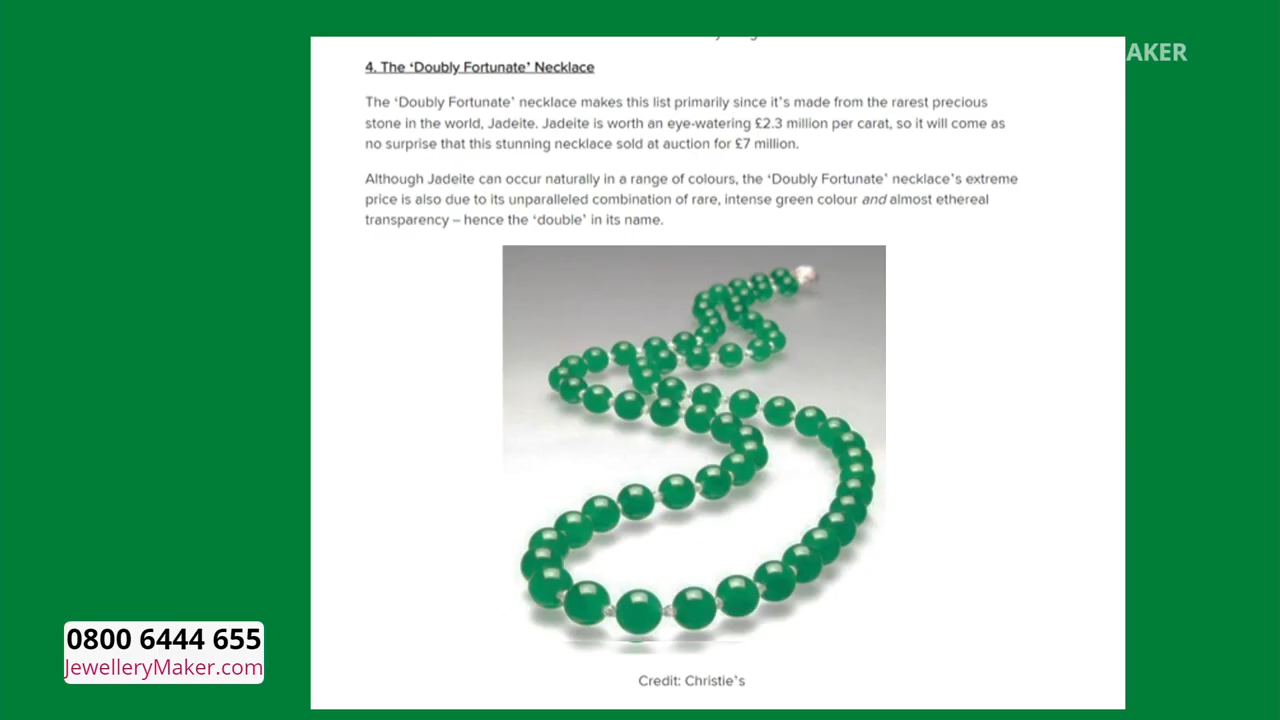 AKER
4. The ‘Doubly Fortunate’ Necklace
The ‘Doubly Fortunate’ necklace makes this list primarily since it’s made from the rarest precious
stone in the world, Jadeite. Jadeite is worth an eye-watering £2.3 million per carat, so it will come as
no surprise that this stunning necklace sold at auction for £7 million.
Although Jadeite can occur naturally in a range of colours, the ‘Doubly Fortunate’ necklace’s extreme
price is also due to its unparalleled combination of rare, intense green colour and almost ethereal
transparency – hence the ‘double’ in its name.
0800 6444 655
JewelleryMaker.com
Credit: Christie’s